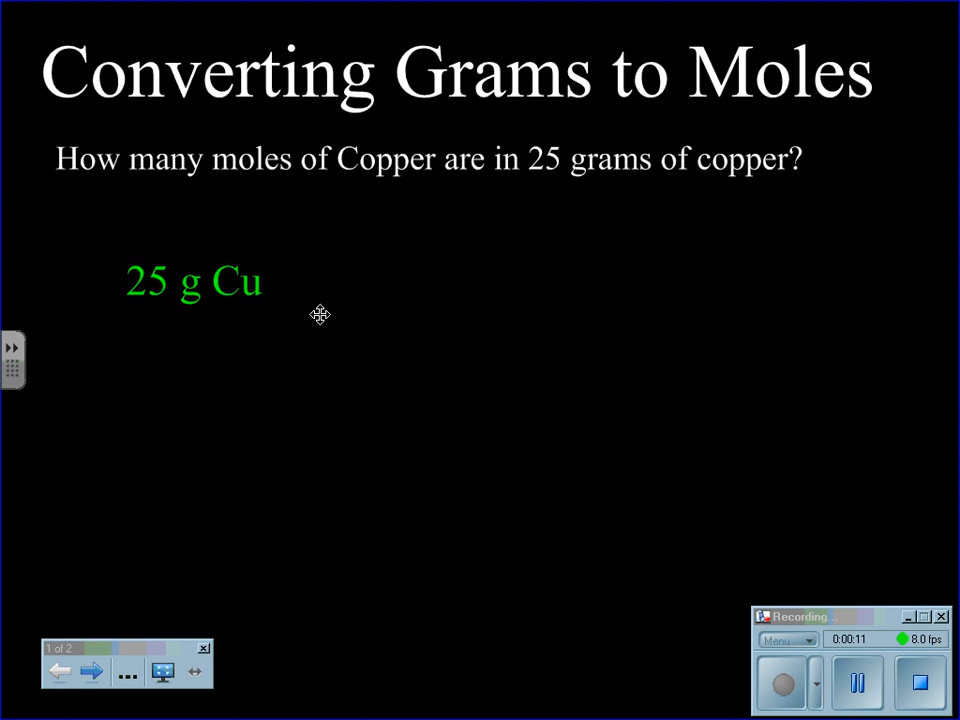 Converting Grams to Moles
How many moles of Copper are in 25 grams of copper?
25 g Cu
1 of 2
...
Recording...
Menu
0:00:11
8.0 fps